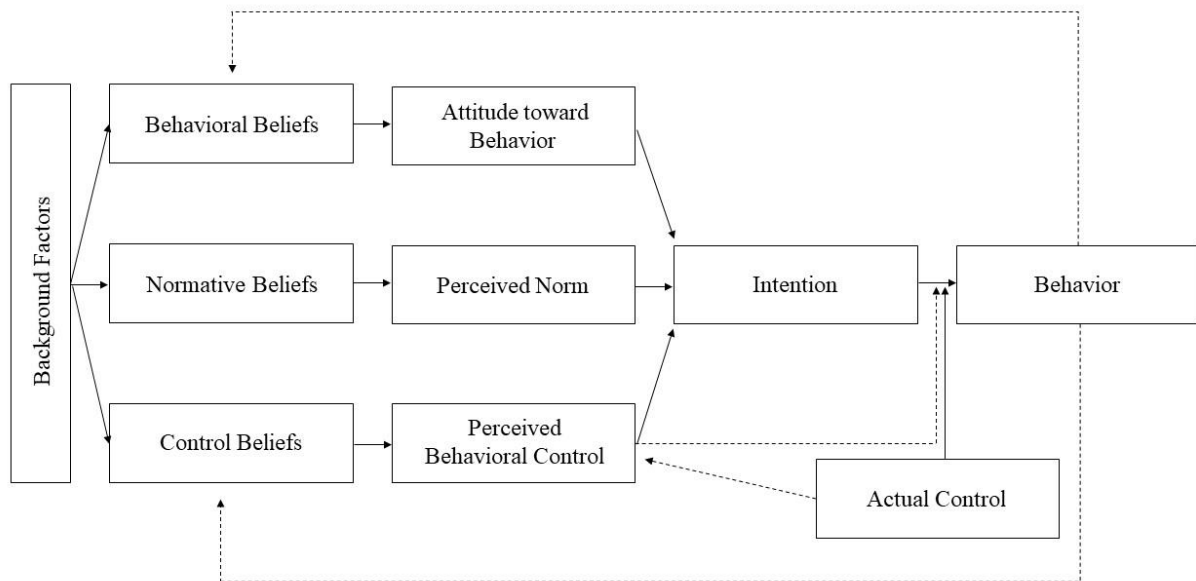 Background Factors
Behavioral Beliefs
Attitude toward
Behavior
Normative Beliefs
Perceived Norm
Intention
Behavior
Control Beliefs
Perceived
Behavioral Control
Actual Control